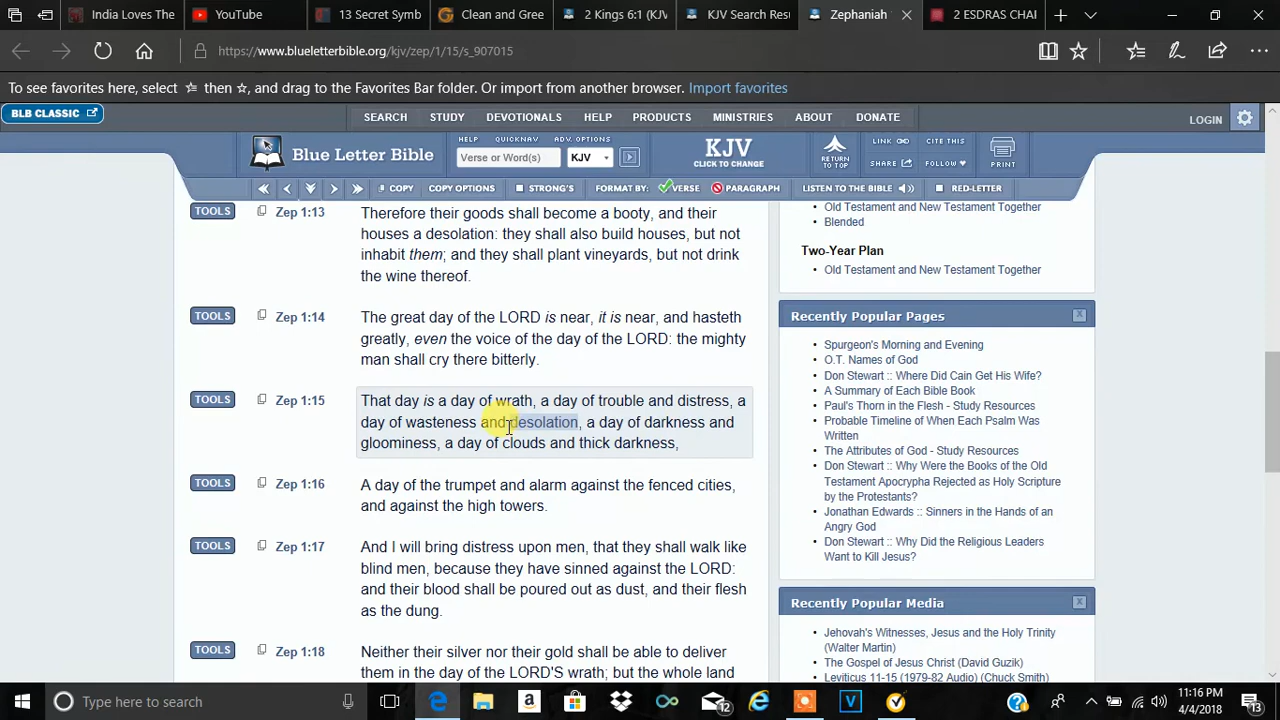 India Loves The
YouTube
13 Secret Symb
Clean and Gree
2 Kings 6:1 (KJV
KJV Search Resu
Zephaniah
2 ESDRAS CHAI
https://www.blueletterbible.org/kjv/zep/1/15/s_907015
To see favorites here, select ☆ then ☆, and drag to the Favorites Bar folder. Or import from another browser. Import favorites
BLB CLASSIC
SEARCH STUDY DEVOTIONALS HELP PRODUCTS MINISTRIES ABOUT DONATE
LOGIN
Blue Letter Bible
HELP QUICKNAV ADV. OPTIONS
Verse or Word(s)
KJV
KJV
CLICK TO CHANGE
RETURN
TO TOP
LINK CITE THIS
SHARE FOLLOW
PRINT
COPY COPY OPTIONS STRONG'S FORMAT BY: VERSE PARAGRAPH LISTEN TO THE BIBLE RED-LETTER
TOOLS Zep 1:13 Therefore their goods shall become a booty, and their
houses a desolation: they shall also build houses, but not
inhabit them; and they shall plant vineyards, but not drink
the wine thereof.
TOOLS Zep 1:14 The great day of the LORD is near, it is near, and hasteth
greatly, even the voice of the day of the LORD: the mighty
man shall cry there bitterly.
TOOLS Zep 1:15 That day is a day of wrath, a day of trouble and distress, a
day of wasteness and desolation, a day of darkness and
gloominess, a day of clouds and thick darkness,
TOOLS Zep 1:16 A day of the trumpet and alarm against the fenced cities,
and against the high towers.
TOOLS Zep 1:17 And I will bring distress upon men, that they shall walk like
blind men, because they have sinned against the LORD:
and their blood shall be poured out as dust, and their flesh
as the dung.
TOOLS Zep 1:18 Neither their silver nor their gold shall be able to deliver
them in the day of the LORD'S wrath; but the whole land
Old Testament and New Testament Together
Blended
Two-Year Plan
Old Testament and New Testament Together
Recently Popular Pages
Spurgeon's Morning and Evening
O.T. Names of God
Don Stewart :: Where Did Cain Get His Wife?
A Summary of Each Bible Book
Paul's Thorn in the Flesh - Study Resources
Probable Timeline of When Each Psalm Was
Written
The Attributes of God - Study Resources
Don Stewart :: Why Were the Books of the Old
Testament Apocrypha Rejected as Holy Scripture
by the Protestants?
Jonathan Edwards :: Sinners in the Hands of an
Angry God
Don Stewart :: Why Did the Religious Leaders
Want to Kill Jesus?
Recently Popular Media
Jehovah's Witnesses, Jesus and the Holy Trinity
(Walter Martin)
The Gospel of Jesus Christ (David Guzik)
Leviticus 11-15 (1979-82 Audio) (Chuck Smith)
Type here to search
12
11:16 PM
4/4/2018
13